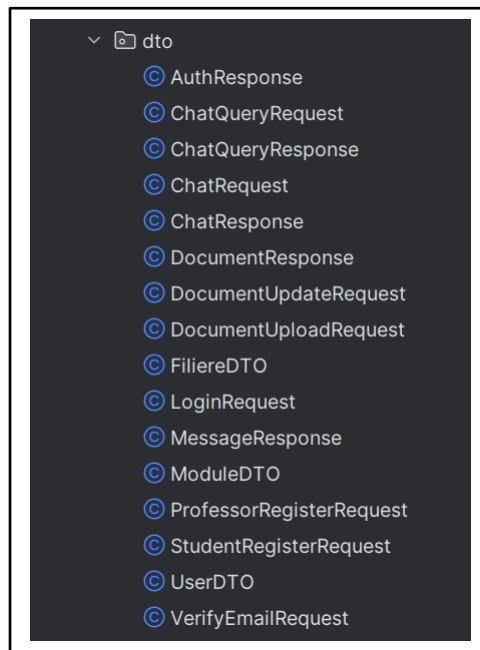 dto
AuthResponse
ChatQueryRequest
ChatQueryResponse
ChatRequest
ChatResponse
DocumentResponse
DocumentUpdateRequest
DocumentUploadRequest
FiliereDTO
LoginRequest
MessageResponse
ModuleDTO
ProfessorRegisterRequest
StudentRegisterRequest
UserDTO
VerifyEmailRequest